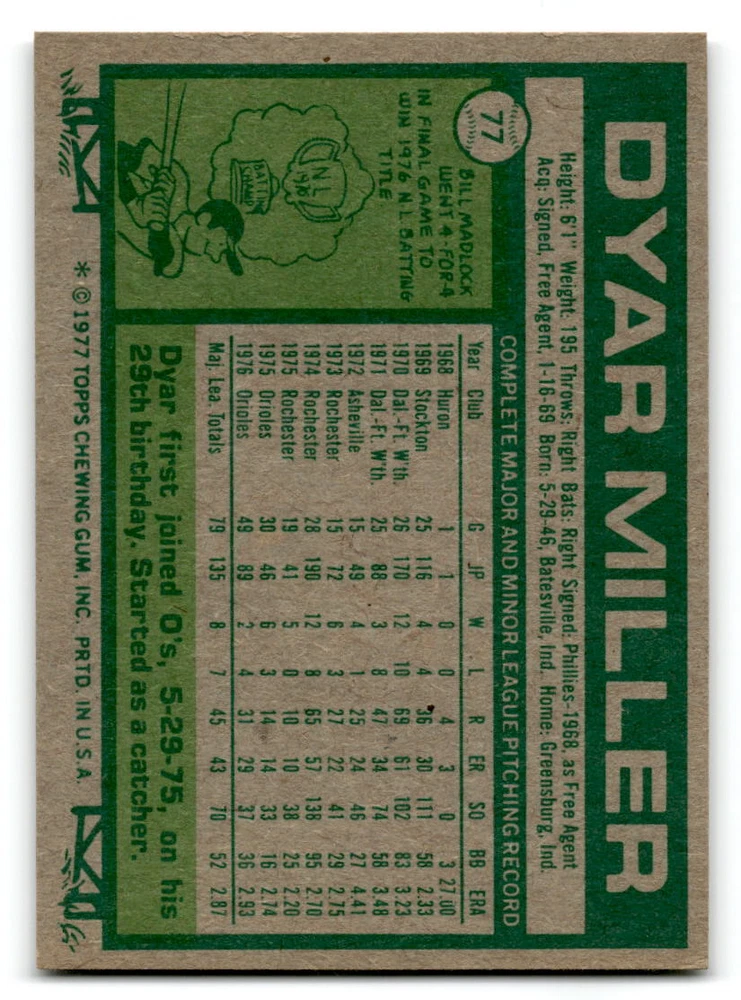 77
DYAR MILLER
Height: 6'1" Weight: 195 Throws: Right Bats: Right Signed: Phillies-1968, as Free Agent
Acq: Signed, Free Agent, 1-16-69 Born: 5-29-46, Batesville, Ind. Home: Greensburg, Ind.
COMPLETE MAJOR AND MINOR LEAGUE PITCHING RECORD
BILL MADLOCK
WENT 4-FOR-4
IN FINAL GAME TO
WIN 1976 N.L. BATTING
TITLE
N L
1976
BATTING
CHAMP
Year Club G IP W L R ER SO BB ERA
1968 Huron 1 1 0 0 4 3 0 3 27.00
1969 Stockton 25 116 4 4 36 30 111 58 2.33
1970 Dal.-Ft. W'th. 26 170 12 10 69 61 102 83 3.23
1971 Dal.-Ft. W'th. 25 88 3 8 47 34 74 58 3.48
1972 Asheville 15 49 4 1 25 24 46 27 4.41
1973 Rochester 15 72 6 3 27 22 41 29 2.75
1974 Rochester 28 190 12 8 65 57 138 95 2.70
1975 Rochester 19 41 5 0 10 10 38 25 2.20
1975 Orioles 30 46 6 3 14 14 33 16 2.74
1976 Orioles 49 89 2 4 31 29 37 36 2.93
Maj. Lea. Totals 79 135 8 7 45 43 70 52 2.87
Dyar first joined O's, 5-29-75, on his
29th birthday. Started as a catcher.
* © 1977 TOPPS CHEWING GUM, INC. PRTD. IN U.S.A.